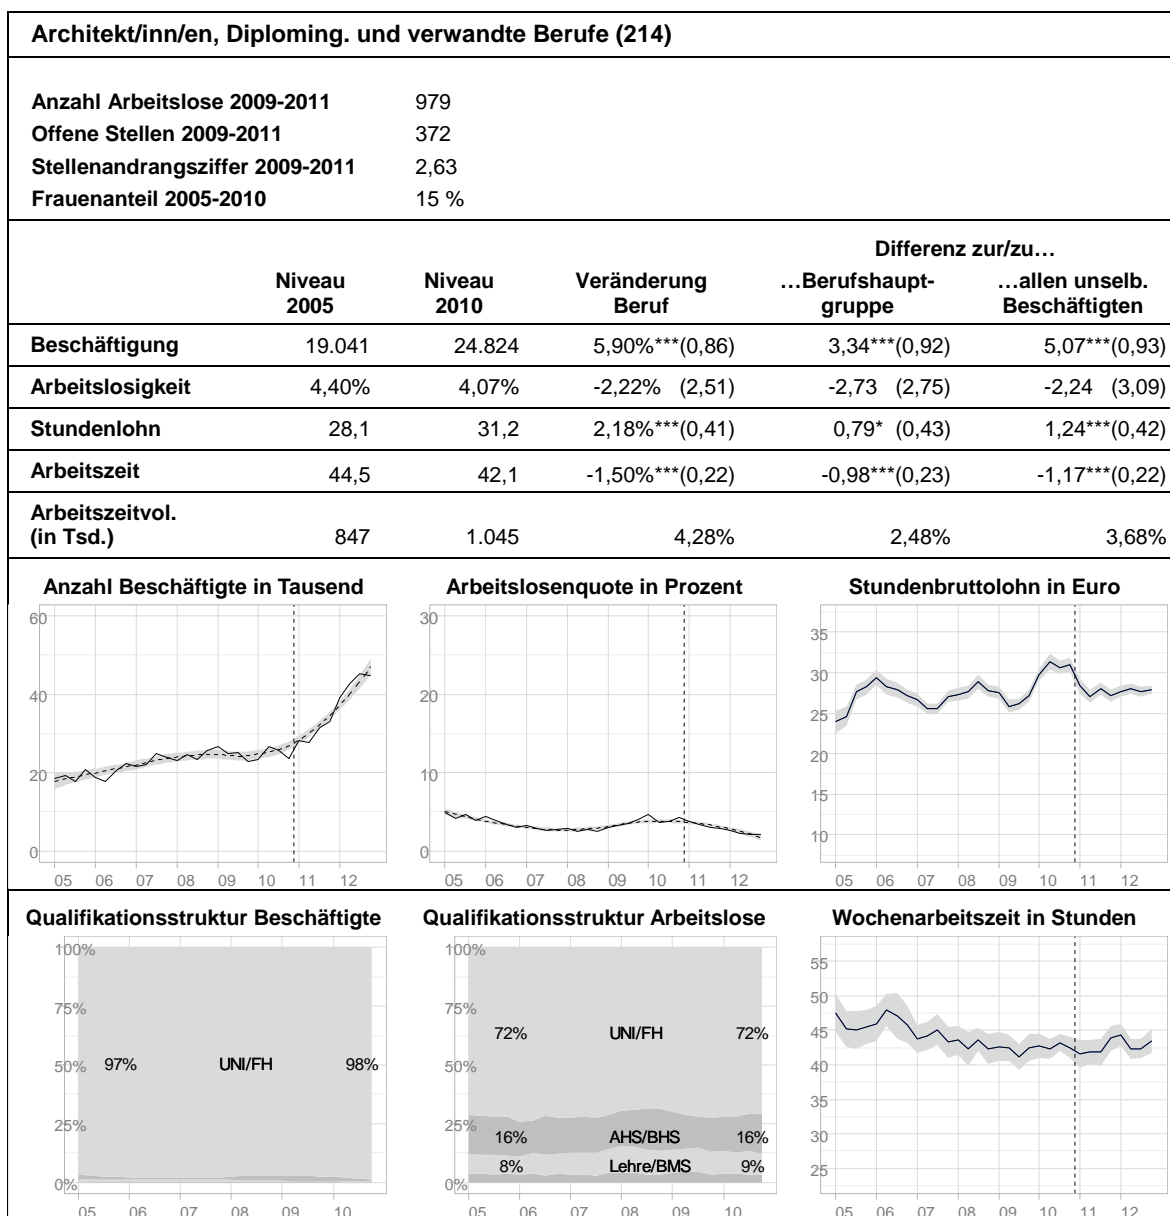 Architekt/inn/en, Diploming. und verwandte Berufe (214)
Anzahl Arbeitslose 2009-2011 979
Offene Stellen 2009-2011 372
Stellenandrangsziffer 2009-2011 2,63
Frauenanteil 2005-2010 15 %
Differenz zur/zu…
Niveau 2005 Niveau 2010 Veränderung Beruf …Berufshaupt-gruppe …allen unselb. Beschäftigten
Beschäftigung 19.041 24.824 5,90%***(0,86) 3,34***(0,92) 5,07***(0,93)
Arbeitslosigkeit 4,40% 4,07% -2,22% (2,51) -2,73 (2,75) -2,24 (3,09)
Stundenlohn 28,1 31,2 2,18%***(0,41) 0,79* (0,43) 1,24***(0,42)
Arbeitszeit 44,5 42,1 -1,50%***(0,22) -0,98***(0,23) -1,17***(0,22)
Arbeitszeitvol.
(in Tsd.) 847 1.045 4,28% 2,48% 3,68%
Anzahl Beschäftigte in Tausend
60
40
20
0
05 06 07 08 09 10 11 12
Arbeitslosenquote in Prozent
30
20
10
0
05 06 07 08 09 10 11 12
Stundenbruttolohn in Euro
35
30
25
20
15
10
05 06 07 08 09 10 11 12
Qualifikationsstruktur Beschäftigte
100%
75%
50% 97% UNI/FH 98%
25%
0%
05 06 07 08 09 10
Qualifikationsstruktur Arbeitslose
100%
75%
72% UNI/FH 72%
50%
25%
16% AHS/BHS 16%
8% Lehre/BMS 9%
0%
05 06 07 08 09 10
Wochenarbeitszeit in Stunden
55
50
45
40
35
30
25
05 06 07 08 09 10 11 12